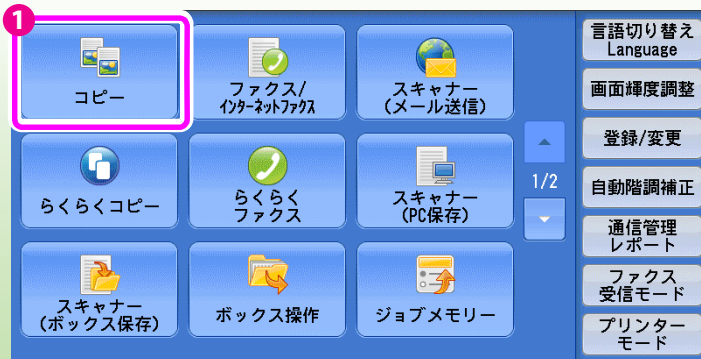 1
コピー
ファクス/
インターネットファクス
スキャナー
(メール送信)
らくらくコピー
らくらく
ファクス
スキャナー
(PC保存)
スキャナー
(ボックス保存)
ボックス操作
ジョブメモリー
1/2
言語切り替え
Language
画面輝度調整
登録/変更
自動階調補正
通信管理
レポート
ファクス
受信モード
プリンター
モード